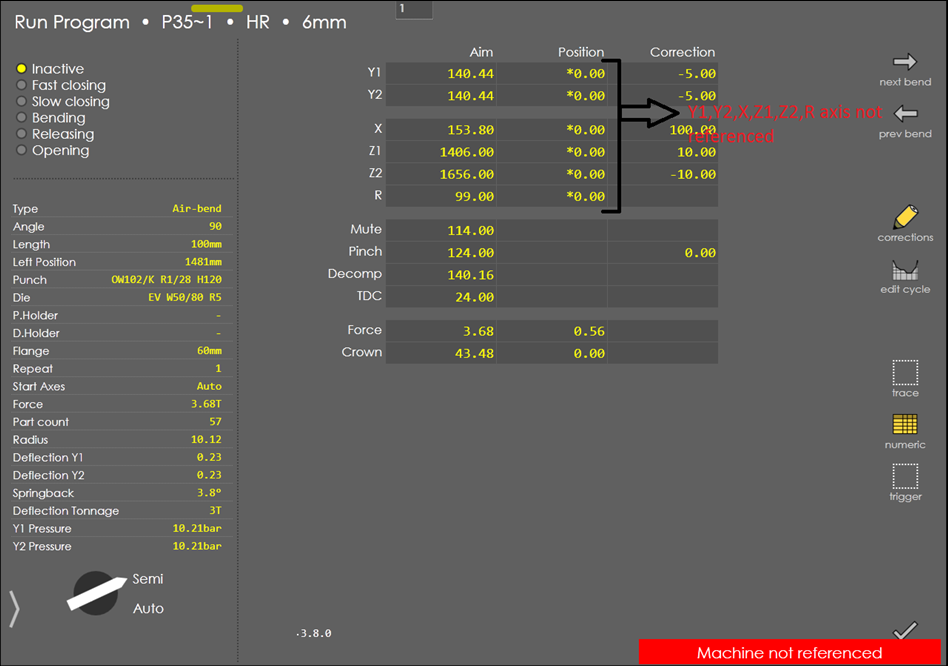 1
Run Program • P35~1 • HR • 6mm
Inactive
Fast closing
Slow closing
Bending
Releasing
Opening
Type Air-bend
Angle 90
Length 100mm
Left Position 1481mm
Punch OW102/K R1/28 H120
Die EV W50/80 R5
P.Holder -
D.Holder -
Flange 60mm
Repeat 1
Start Axes Auto
Force 3.68T
Part count 57
Radius 10.12
Deflection Y1 0.23
Deflection Y2 0.23
Springback 3.8°
Deflection Tonnage 3T
Y1 Pressure 10.21bar
Y2 Pressure 10.21bar
Semi
Auto
Aim Position Correction
Y1 140.44 *0.00 -5.00
Y2 140.44 *0.00 -5.00
X 153.80 *0.00 100.00
Z1 1406.00 *0.00 10.00
Z2 1656.00 *0.00 -10.00
R 99.00 *0.00
Y1,Y2,X,Z1,Z2,R axis not
referenced
Mute 114.00
Pinch 124.00 0.00
Decomp 140.16
TDC 24.00
Force 3.68 0.56
Crown 43.48 0.00
next bend
prev bend
corrections
edit cycle
trace
numeric
trigger
.3.8.0
Machine not referenced